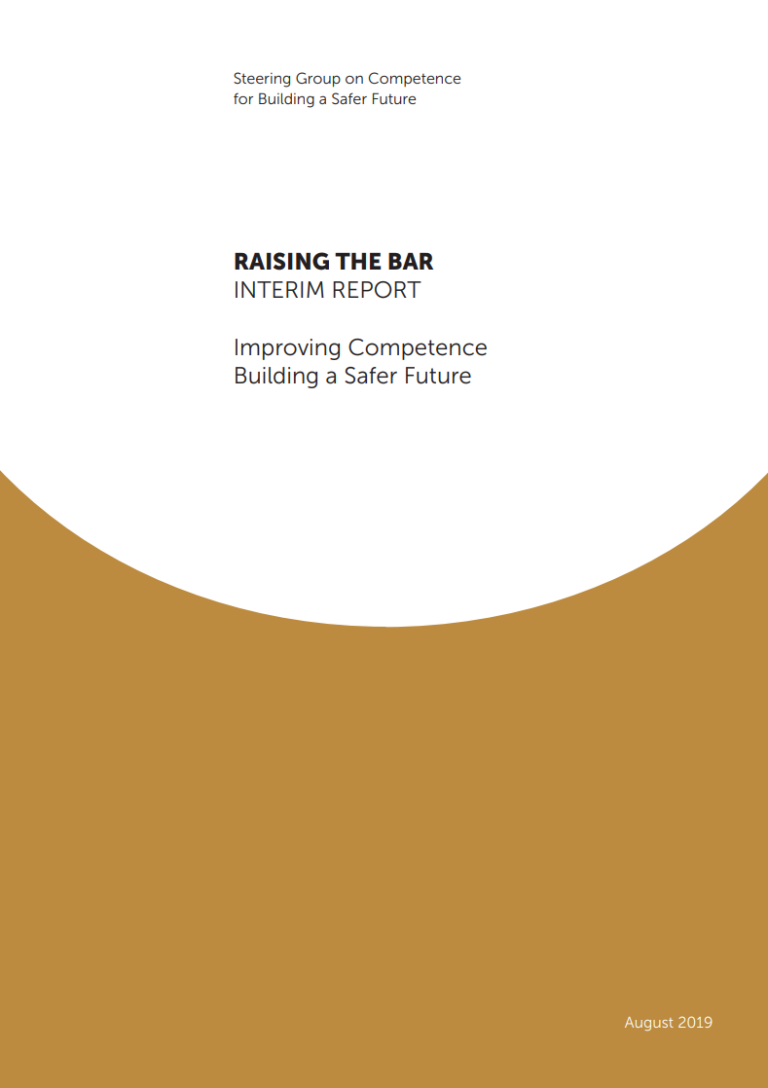 Steering Group on Competence
for Building a Safer Future
RAISING THE BAR
INTERIM REPORT
Improving Competence
Building a Safer Future
August 2019